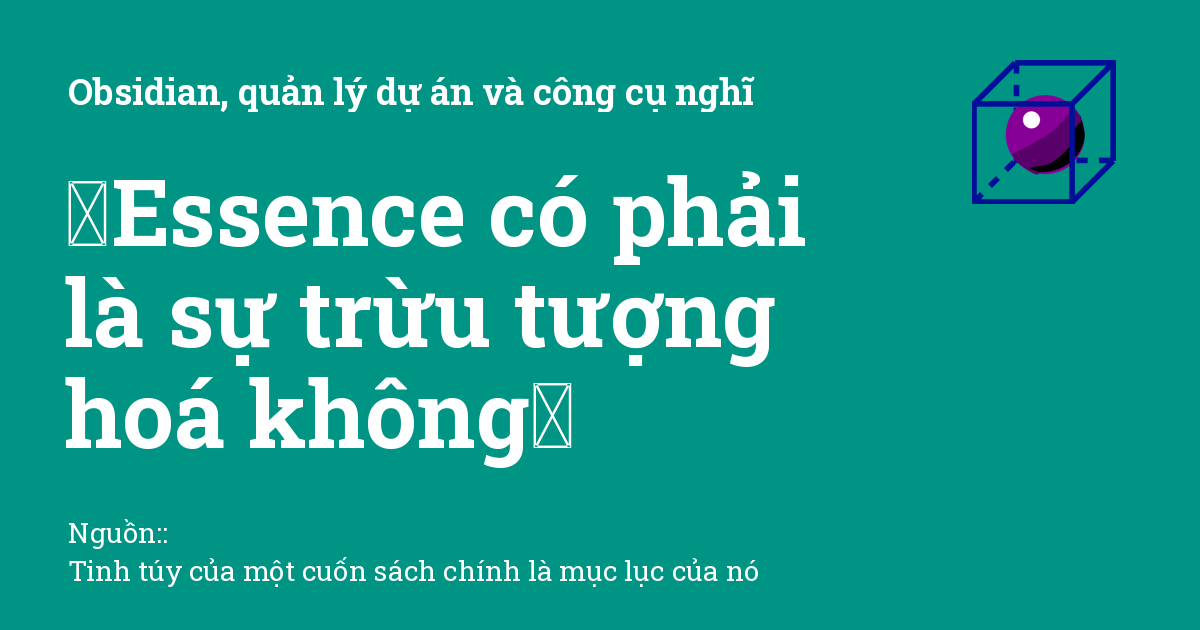 Obsidian, quản lý dự án và công cụ nghĩ
Essence có phải
là sự trừu tượng
hoá không
Nguồn::
Tinh túy của một cuốn sách chính là mục lục của nó